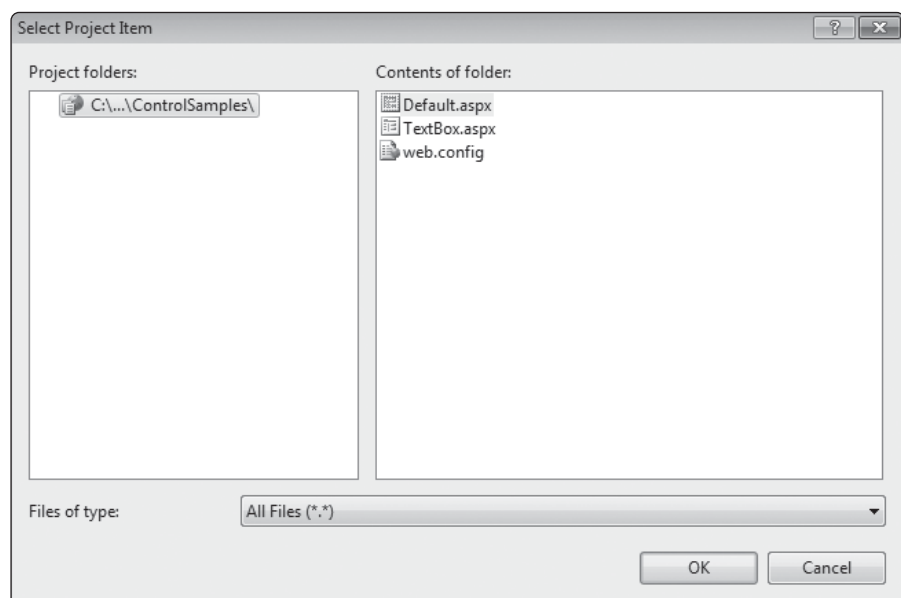 Select Project Item
Project folders:
C:\...\ControlSamples\
Contents of folder:
Default.aspx
TextBox.aspx
web.config
Files of type:
All Files (*.*)
OK
Cancel